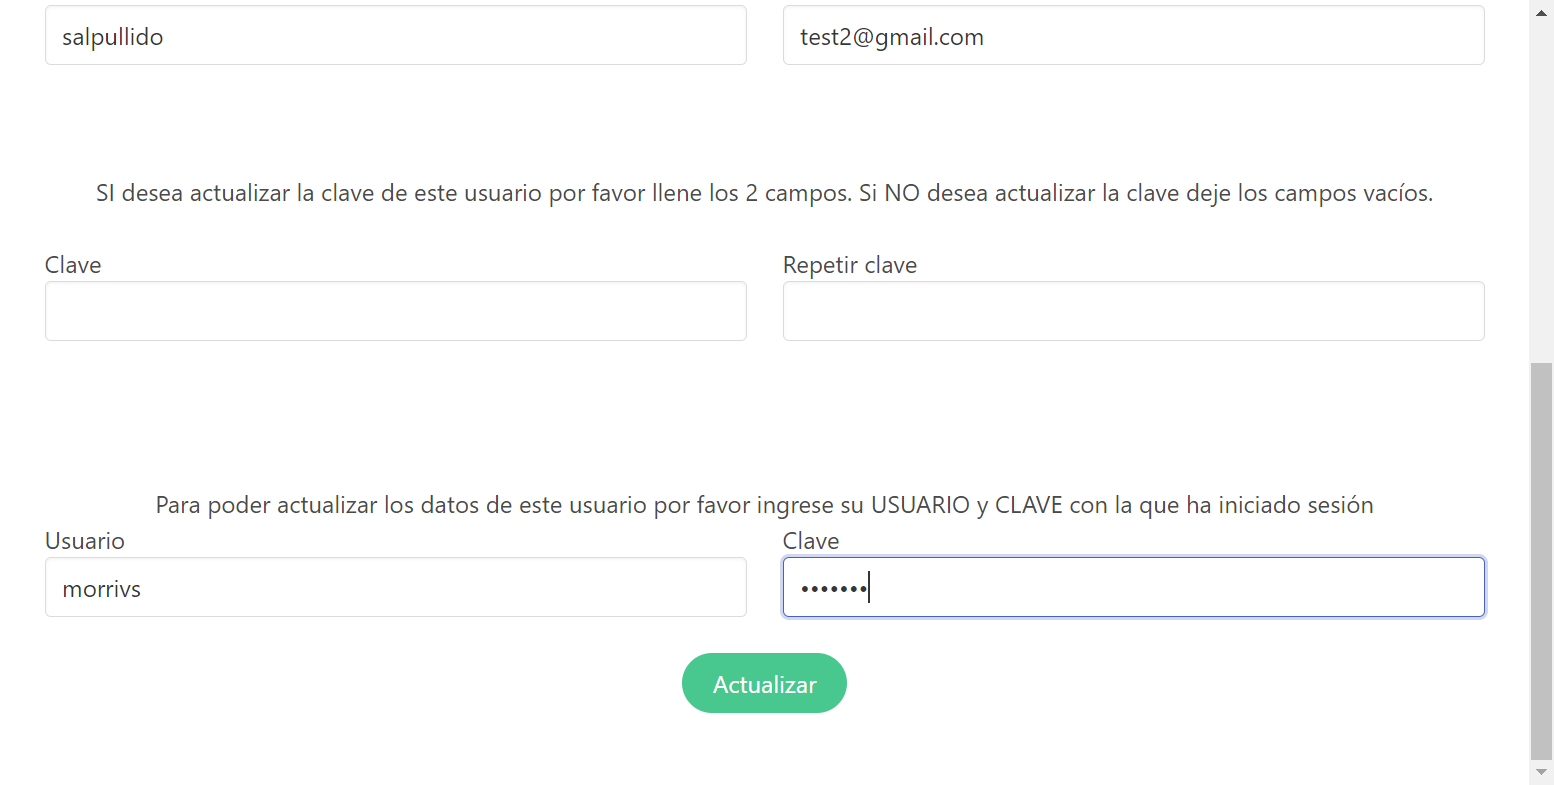 salpullido
test2@gmail.com
SI desea actualizar la clave de este usuario por favor llene los 2 campos. Si NO desea actualizar la clave deje los campos vacíos.
Clave
Repetir clave
Para poder actualizar los datos de este usuario por favor ingrese su USUARIO y CLAVE con la que ha iniciado sesión
Usuario
Clave
morrivs
•••••••
Actualizar